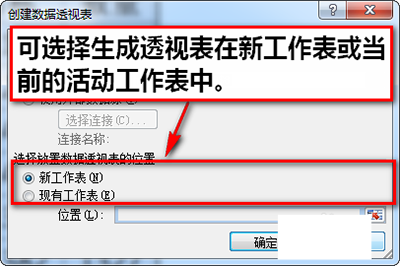 创建数据透视表
可选择生成透视表在新工作表或当
前的活动工作表中。
选择连接(C)...
连接名称:
选择放置数据透视表的位置
新工作表(N)
现有工作表(E)
位置(L):
确定